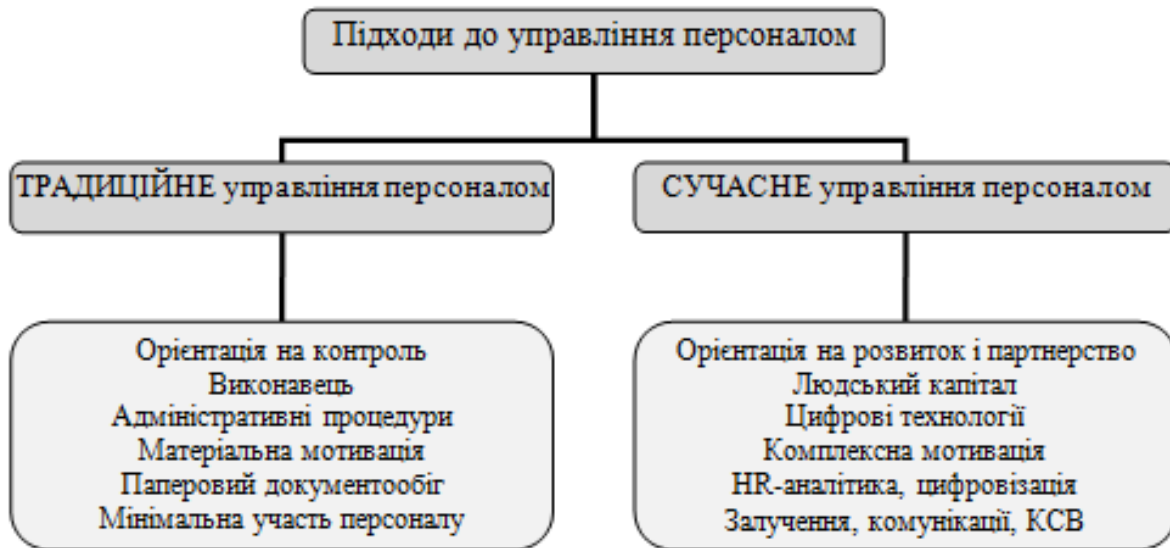 Підходи до управління персоналом
ТРАДИЦІЙНЕ управління персоналом
СУЧАСНЕ управління персоналом
Орієнтація на контроль
Виконавець
Адміністративні процедури
Матеріальна мотивація
Паперовий документообіг
Мінімальна участь персоналу
Орієнтація на розвиток і партнерство
Людський капітал
Цифрові технології
Комплексна мотивація
HR-аналітика, цифровізація
Залучення, комунікації, КСВ